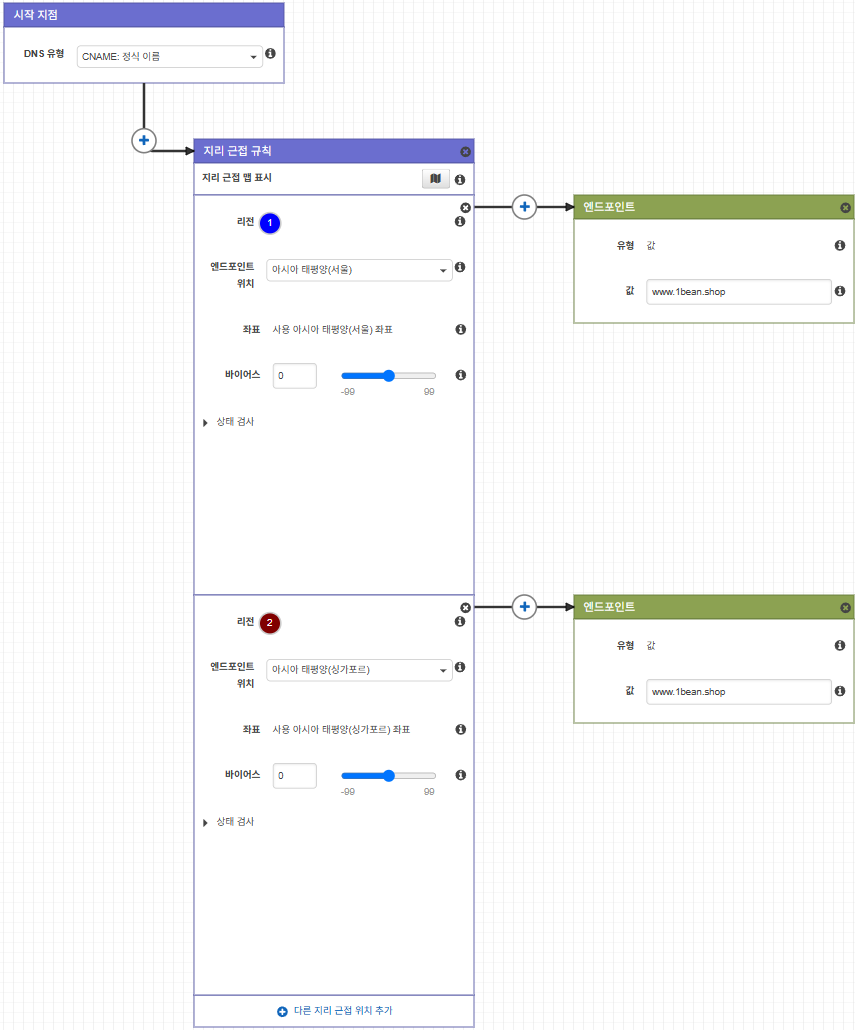 시작 지점
DNS 유형 CNAME: 정식 이름
지리 근접 규칙
지리 근접 맵 표시
리전 1
엔드포인트 위치 아시아 태평양(서울)
좌표 사용 아시아 태평양(서울) 좌표
바이어스 0
-99 99
상태 검사
엔드포인트
유형 값
값 www.1bean.shop
리전 2
엔드포인트 위치 아시아 태평양(싱가포르)
좌표 사용 아시아 태평양(싱가포르) 좌표
바이어스 0
-99 99
상태 검사
엔드포인트
유형 값
값 www.1bean.shop
다른 지리 근접 위치 추가